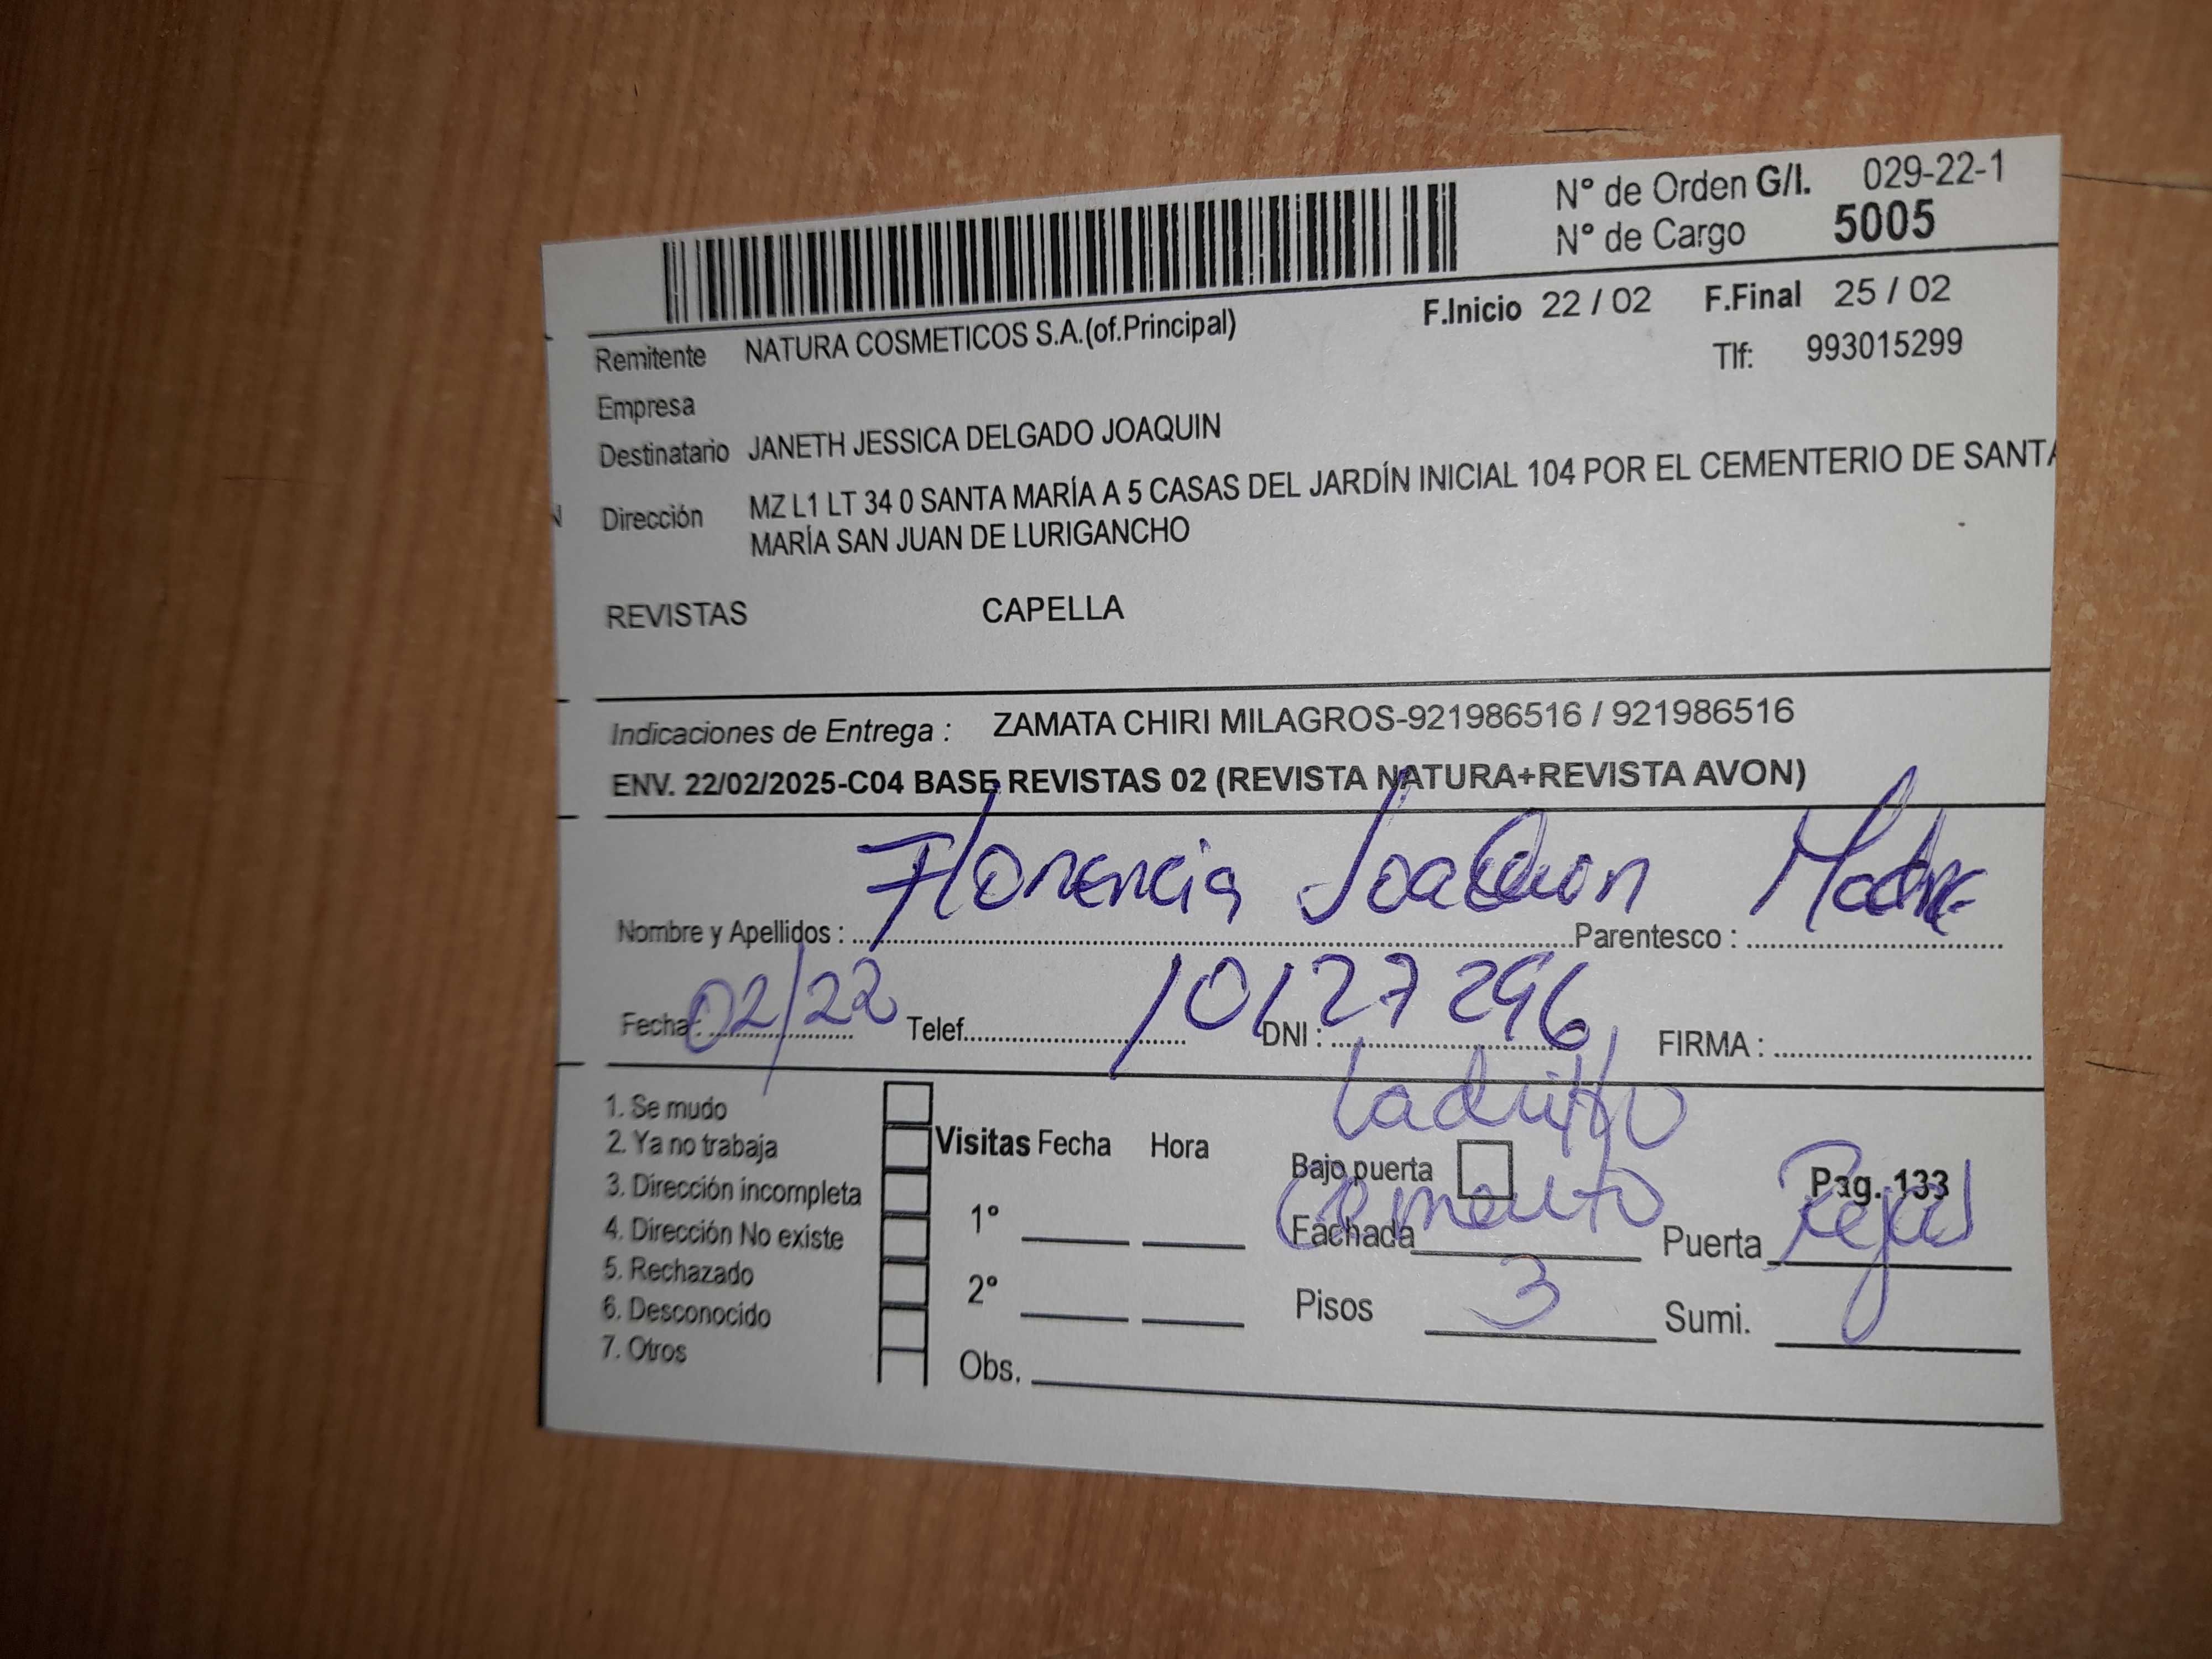 N° de Orden G/I. 029-22-1
N° de Cargo 5005
F.Inicio 22 / 02 F.Final 25 / 02
Remitente NATURA COSMETICOS S.A.(of.Principal)
Tlf: 993015299
Empresa
Destinatario JANETH JESSICA DELGADO JOAQUIN
Dirección MZ L1 LT 34 0 SANTA MARÍA A 5 CASAS DEL JARDÍN INICIAL 104 POR EL CEMENTERIO DE SANTA
MARÍA SAN JUAN DE LURIGANCHO
REVISTAS CAPELLA
Indicaciones de Entrega : ZAMATA CHIRI MILAGROS-921986516 / 921986516
ENV. 22/02/2025-C04 BASE REVISTAS 02 (REVISTA NATURA+REVISTA AVON)
Nombre y Apellidos : Florencia Joaquin Parentesco : Madre
Fecha: 02/22 Telef. DNI : 10127296 FIRMA :
ladrillo
1. Se mudo
2. Ya no trabaja
3. Dirección incompleta
4. Dirección No existe
5. Rechazado
6. Desconocido
7. Otros
Visitas Fecha Hora
1°
2°
Obs.
Bajo puerta Pag. 133
Fachada Cemento Puerta Rejas
Pisos 3 Sumi.